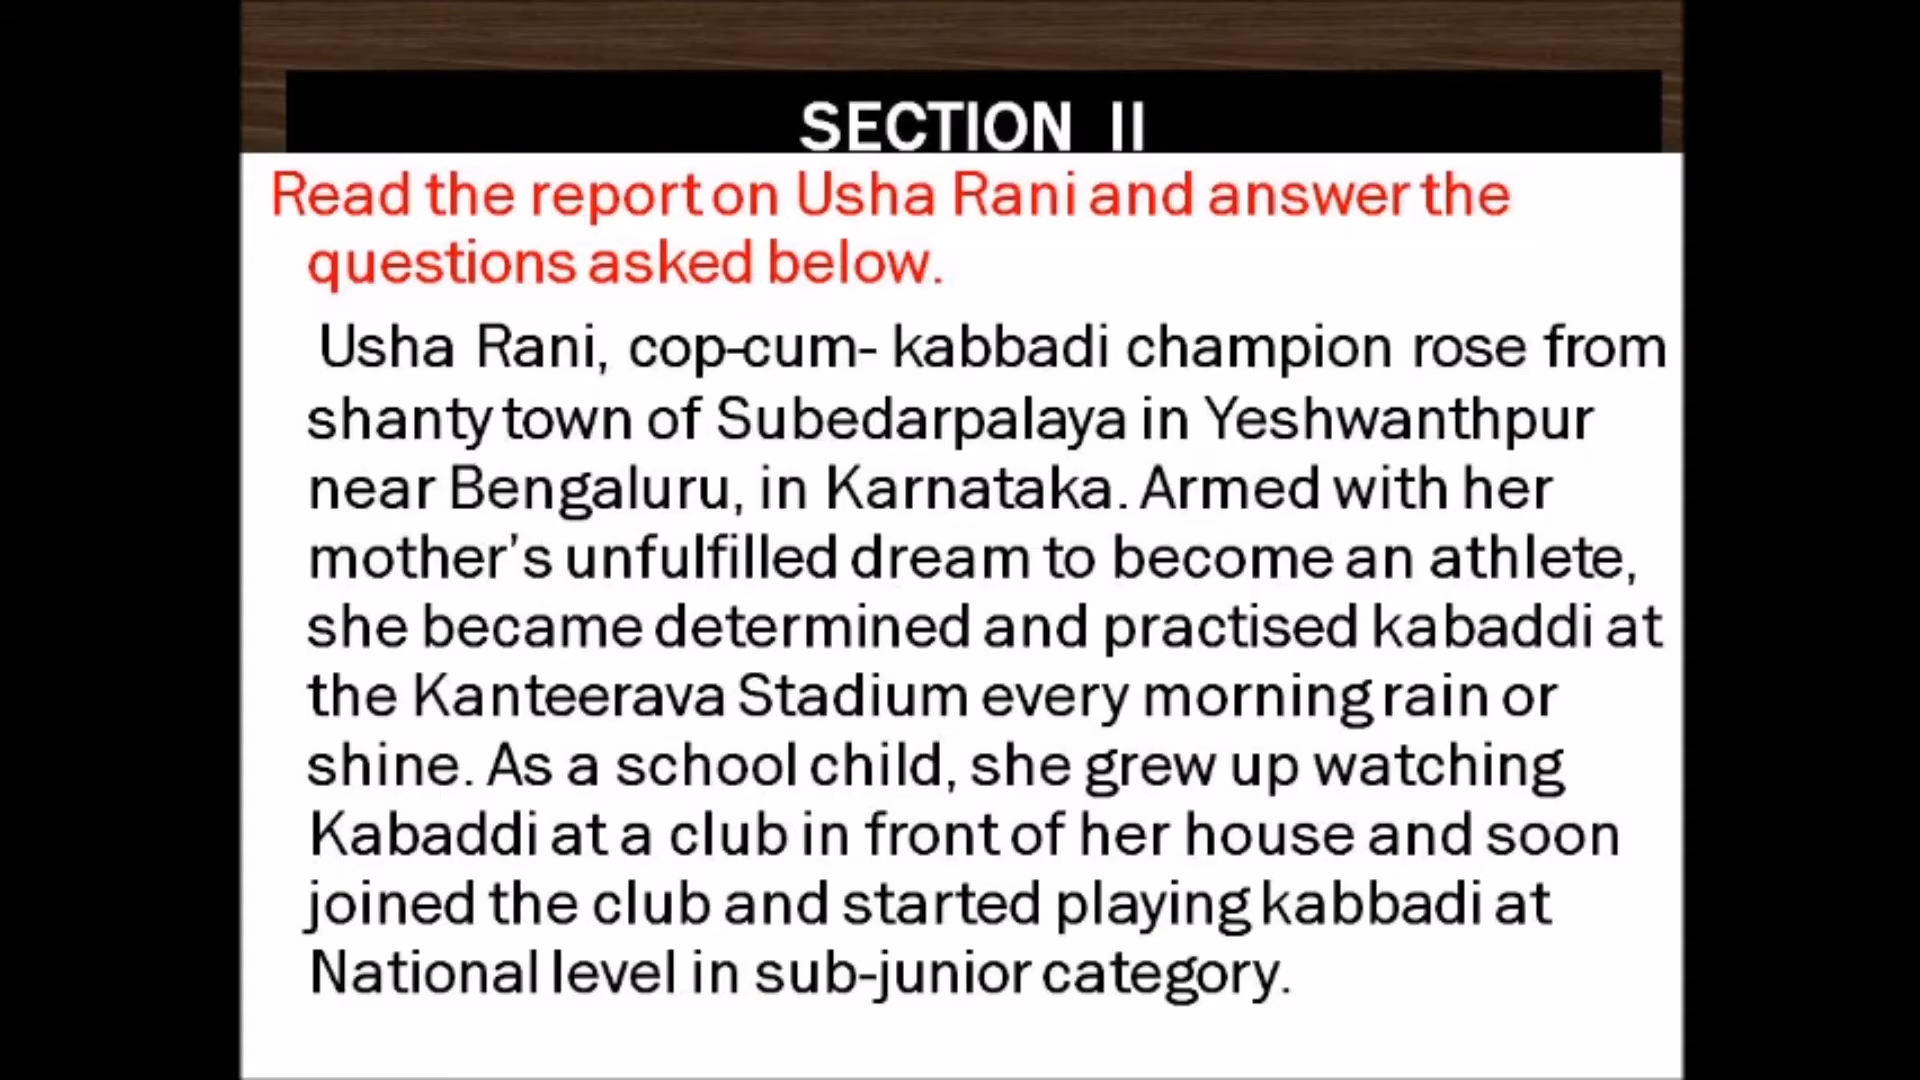 SECTION II
Read the report on Usha Rani and answer the
questions asked below.
Usha Rani, cop-cum- kabbadi champion rose from
shanty town of Subedarpalaya in Yeshwanthpur
near Bengaluru, in Karnataka. Armed with her
mother's unfulfilled dream to become an athlete,
she became determined and practised kabaddi at
the Kanteerava Stadium every morning rain or
shine. As a school child, she grew up watching
Kabaddi at a club in front of her house and soon
joined the club and started playing kabbadi at
National level in sub-junior category.